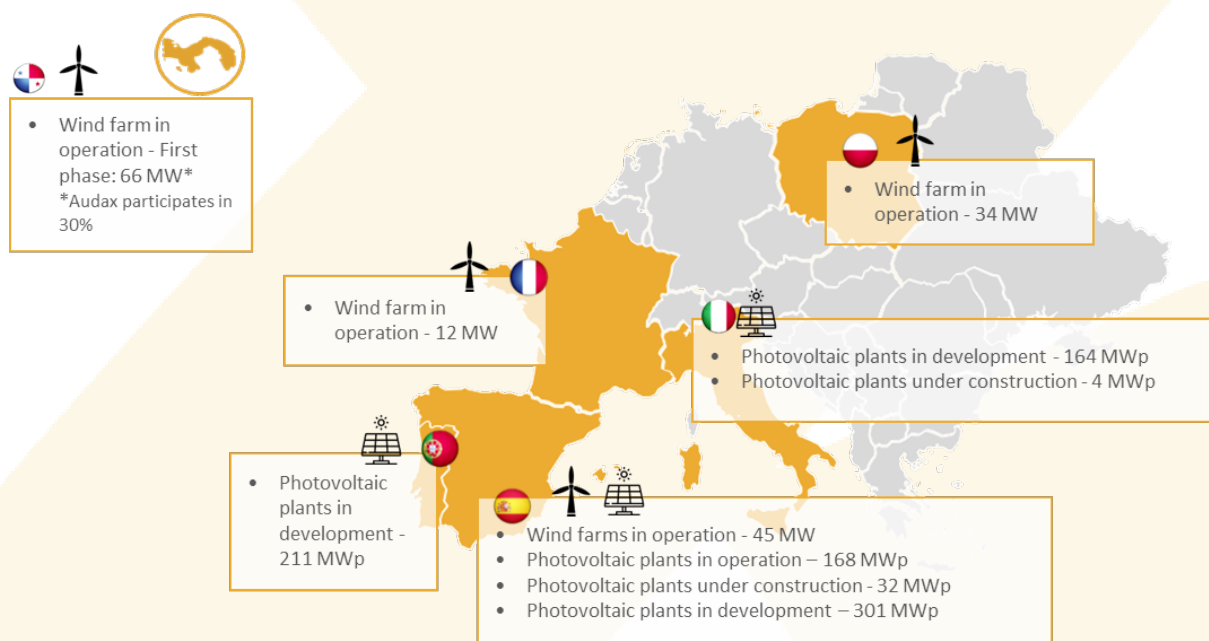 • Wind farm in
operation - First
phase: 66 MW*
*Audax participates in
30%
• Wind farm in
operation - 34 MW
• Wind farm in
operation - 12 MW
• Photovoltaic plants in development - 164 MWp
• Photovoltaic plants under construction - 4 MWp
• Photovoltaic
plants in
development -
211 MWp
• Wind farms in operation - 45 MW
• Photovoltaic plants in operation – 168 MWp
• Photovoltaic plants under construction - 32 MWp
• Photovoltaic plants in development – 301 MWp